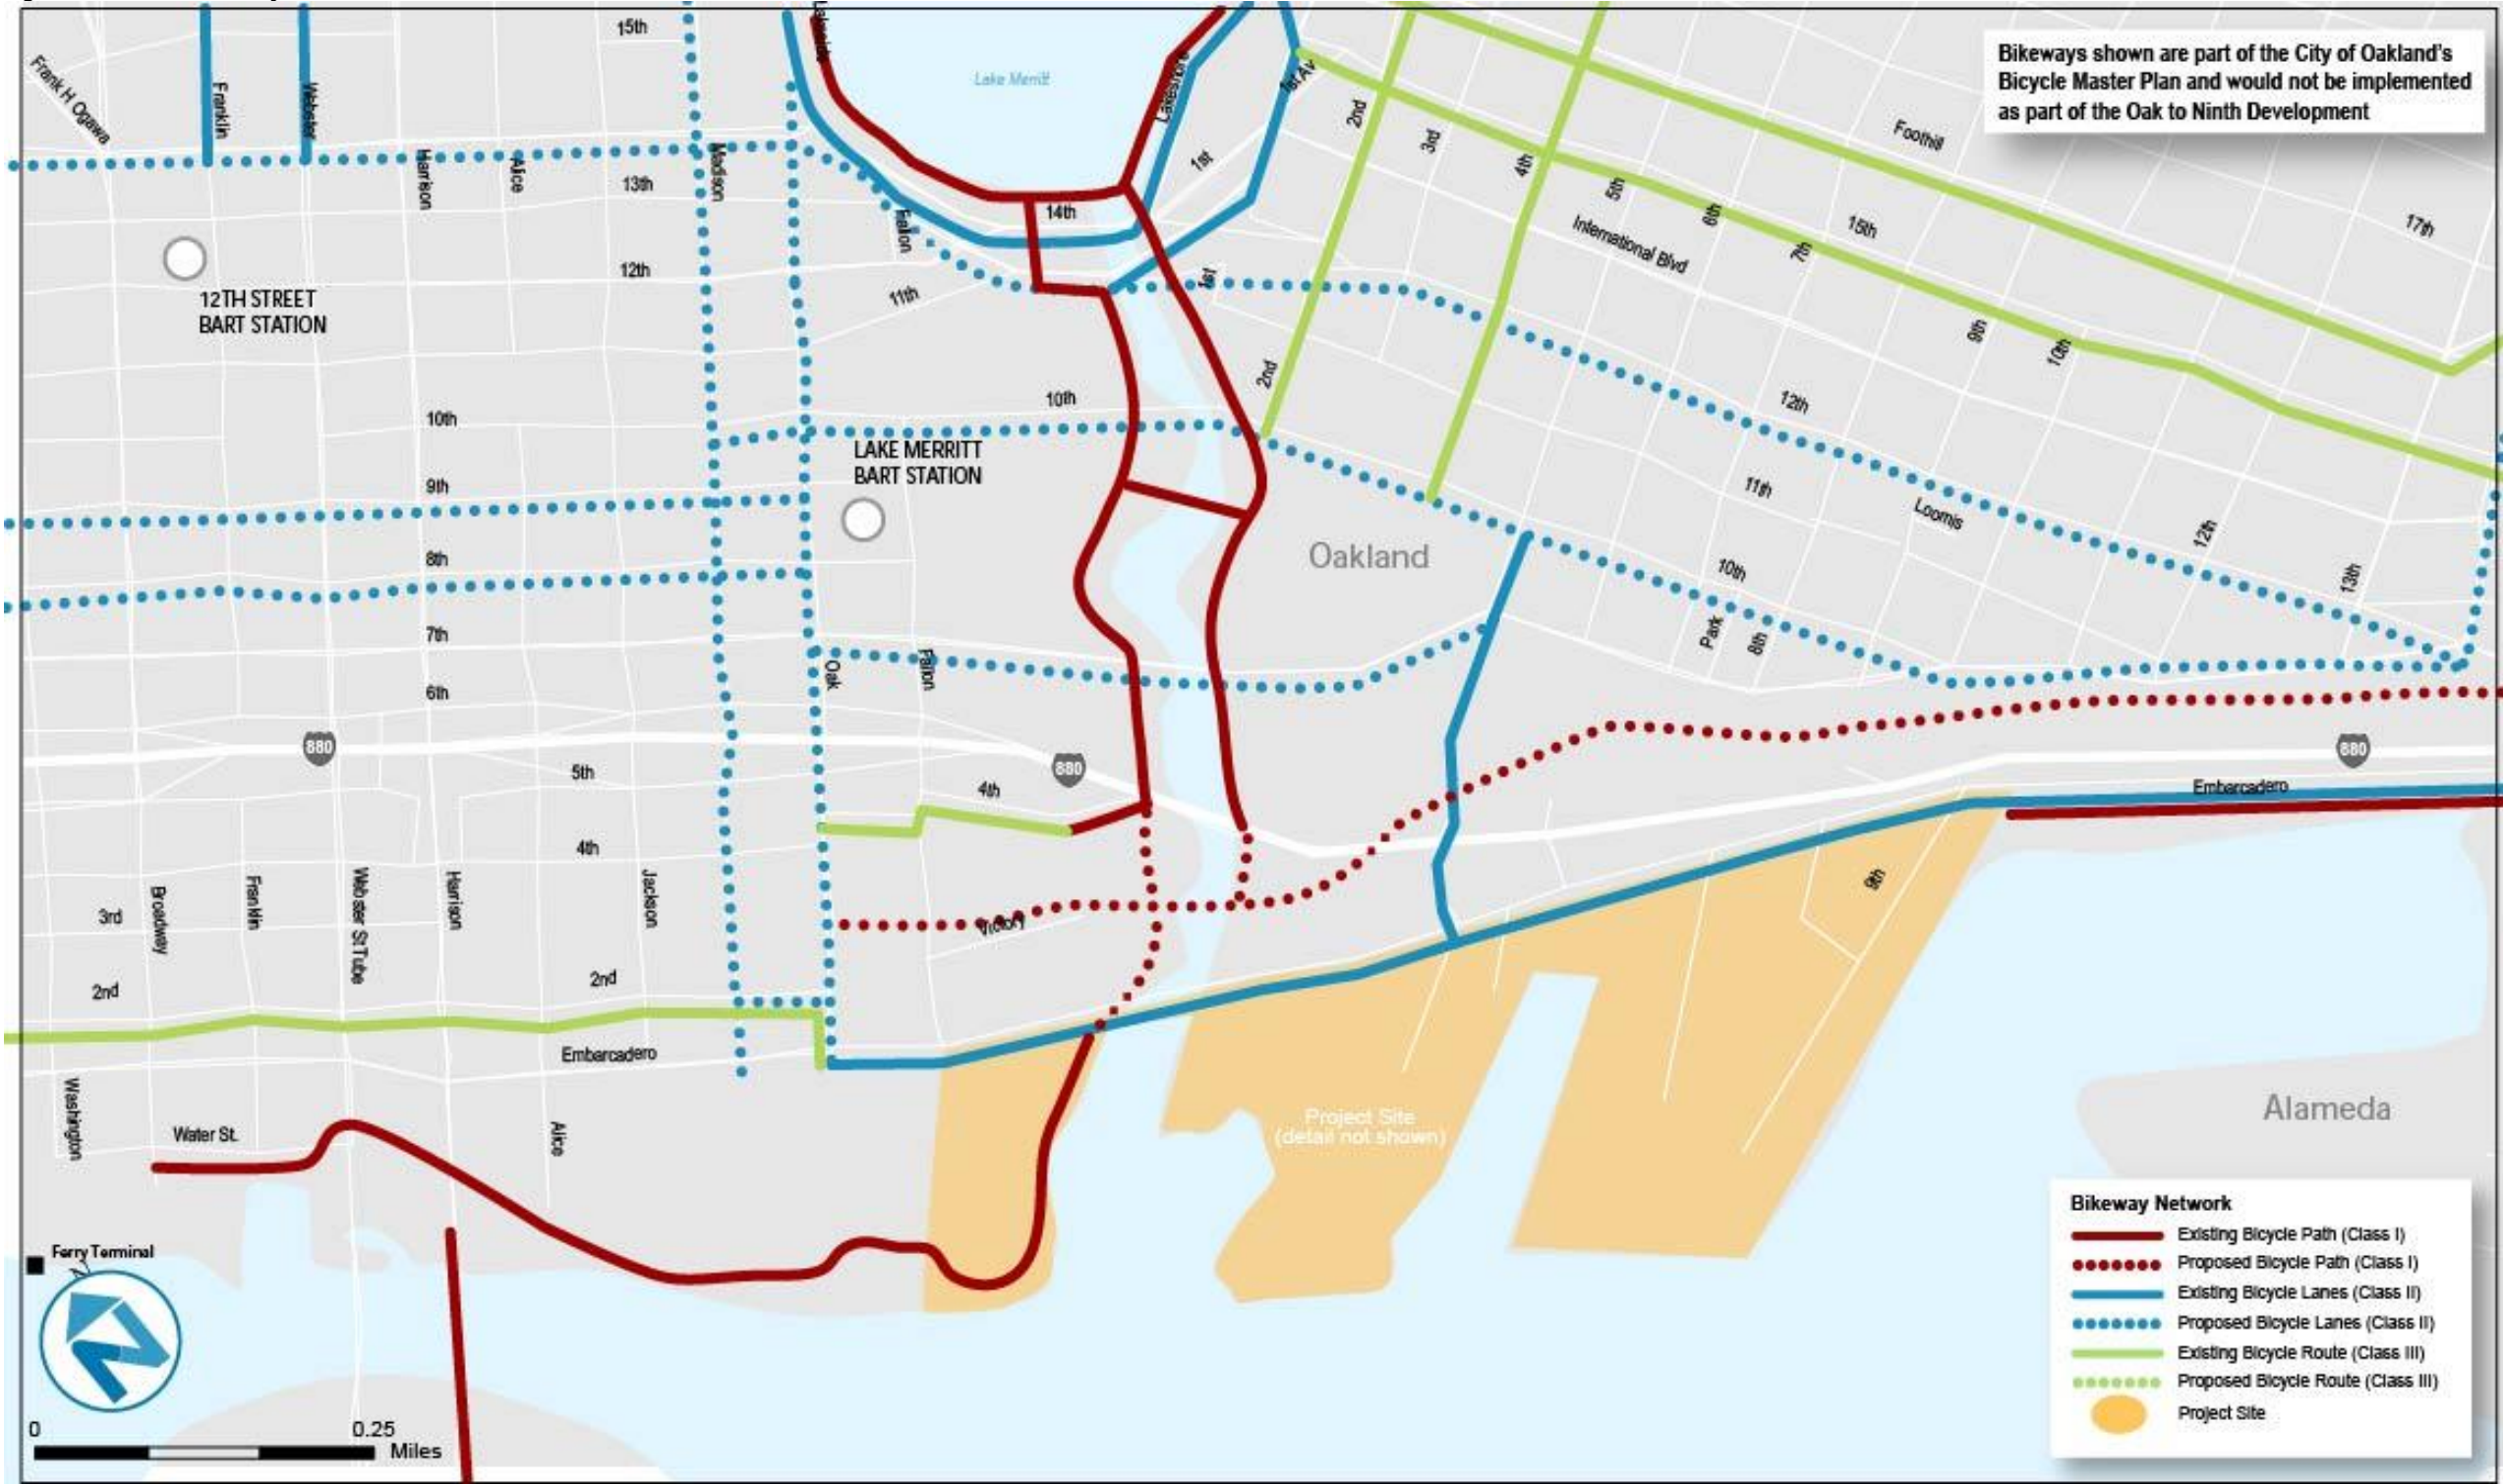 15th
Lakeside
Lake Merritt
Lakeshore
1st Av
Bikeways shown are part of the City of Oakland's
Bicycle Master Plan and would not be implemented
as part of the Oak to Ninth Development
Frank H Ogawa
Franklin
Webster
Harrison
Alice
13th
Madison
Fallon
14th
1st
2nd
3rd
4th
5th
6th
7th
Foothill
15th
17th
International Blvd
12TH STREET
BART STATION
12th
11th
1st
2nd
9th
10th
10th
10th
12th
LAKE MERRITT
BART STATION
9th
11th
Loomis
12th
13th
Oakland
8th
10th
Park
8th
7th
Oak
Fallon
6th
880
880
880
5th
4th
4th
Embarcadero
9th
3rd
Broadway
Franklin
Webster St Tube
Harrison
Jackson
Victory
2nd
2nd
Embarcadero
Washington
Water St.
Alice
Project Site
(detail not shown)
Alameda
Ferry Terminal
N
0
0.25
Miles
Bikeway Network
Existing Bicycle Path (Class I)
Proposed Bicycle Path (Class I)
Existing Bicycle Lanes (Class II)
Proposed Bicycle Lanes (Class II)
Existing Bicycle Route (Class III)
Proposed Bicycle Route (Class III)
Project Site